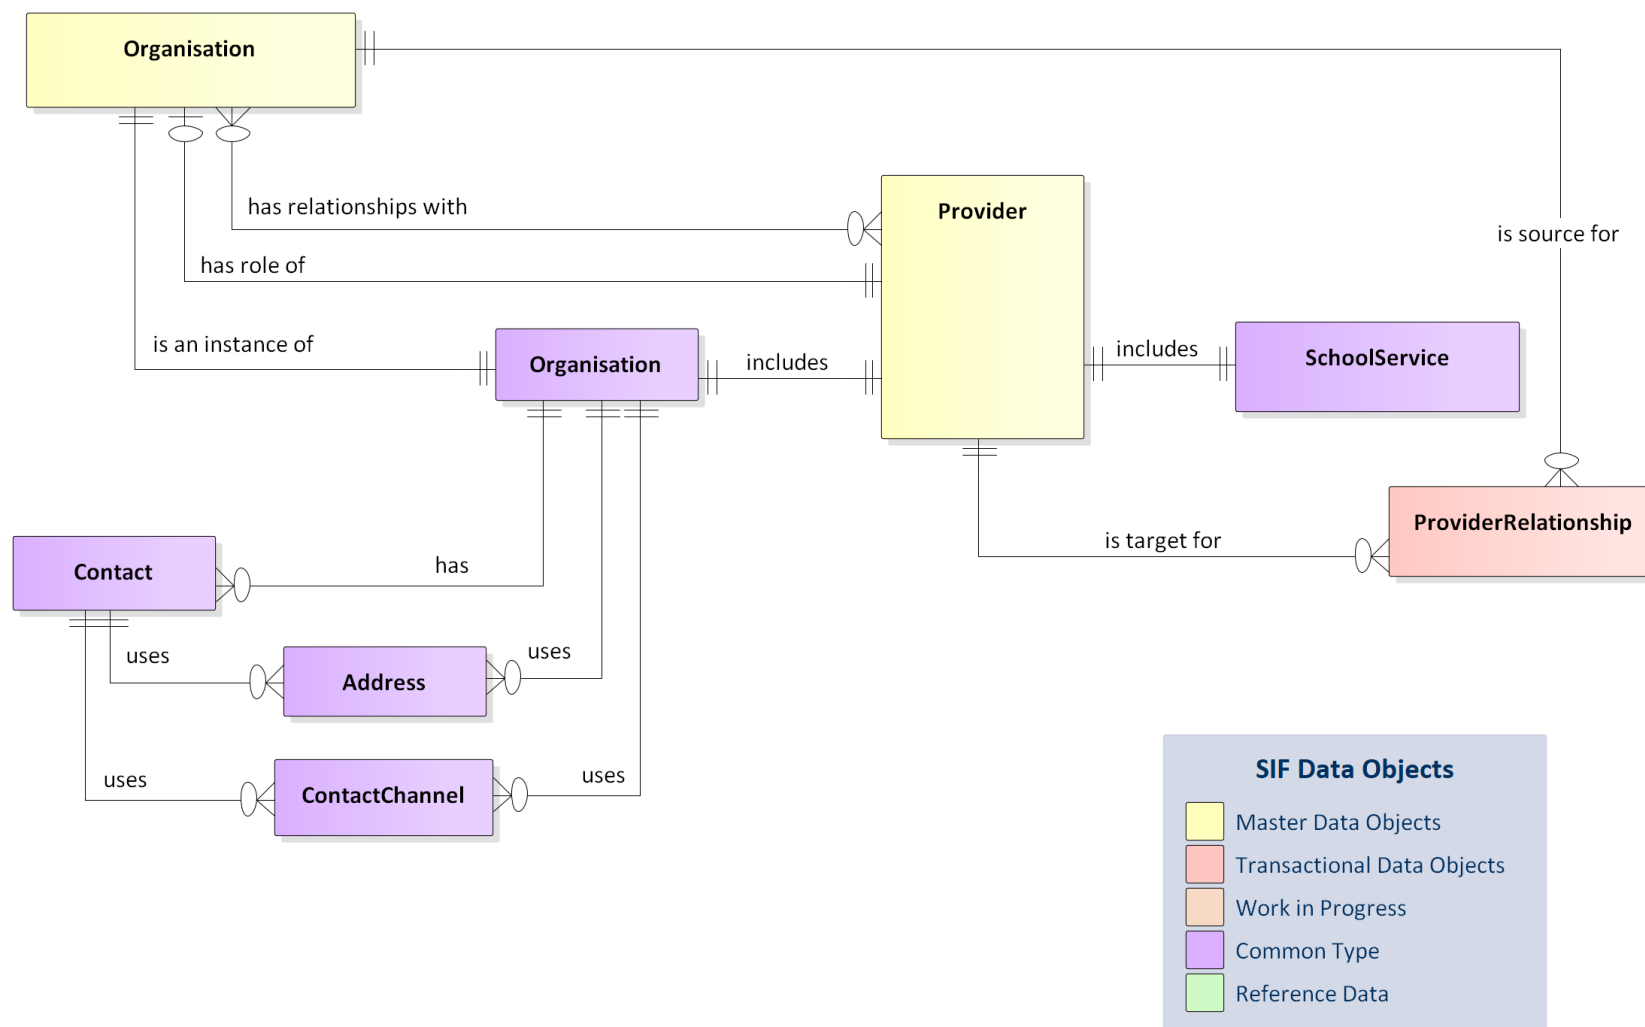 Organisation
has relationships with
Provider
is source for
has role of
is an instance of
Organisation
includes
includes
SchoolService
ProviderRelationship
is target for
has
Contact
uses
uses
Address
uses
uses
ContactChannel
SIF Data Objects
Master Data Objects
Transactional Data Objects
Work in Progress
Common Type
Reference Data